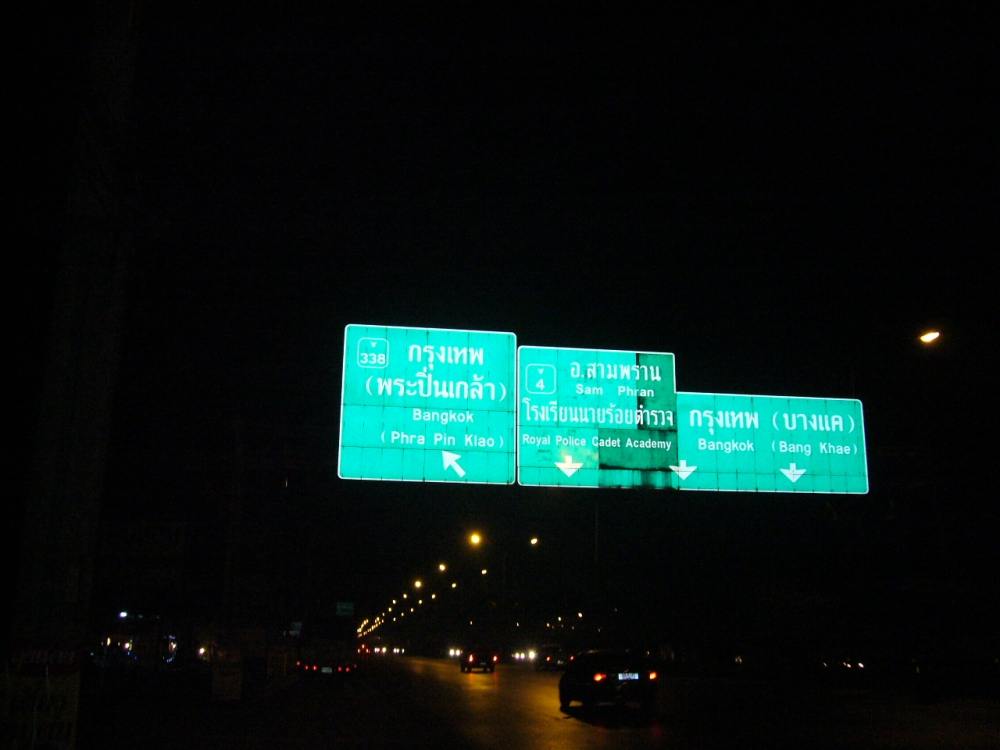 338
กรุงเทพ
(พระปิ่นเกล้า)
Bangkok
(Phra Pin Klao)
4
อ.สามพราน
Sam Phran
โรงเรียนนายร้อยตำรวจ
Royal Police Cadet Academy
กรุงเทพ (บางแค)
Bangkok (Bang Khae)